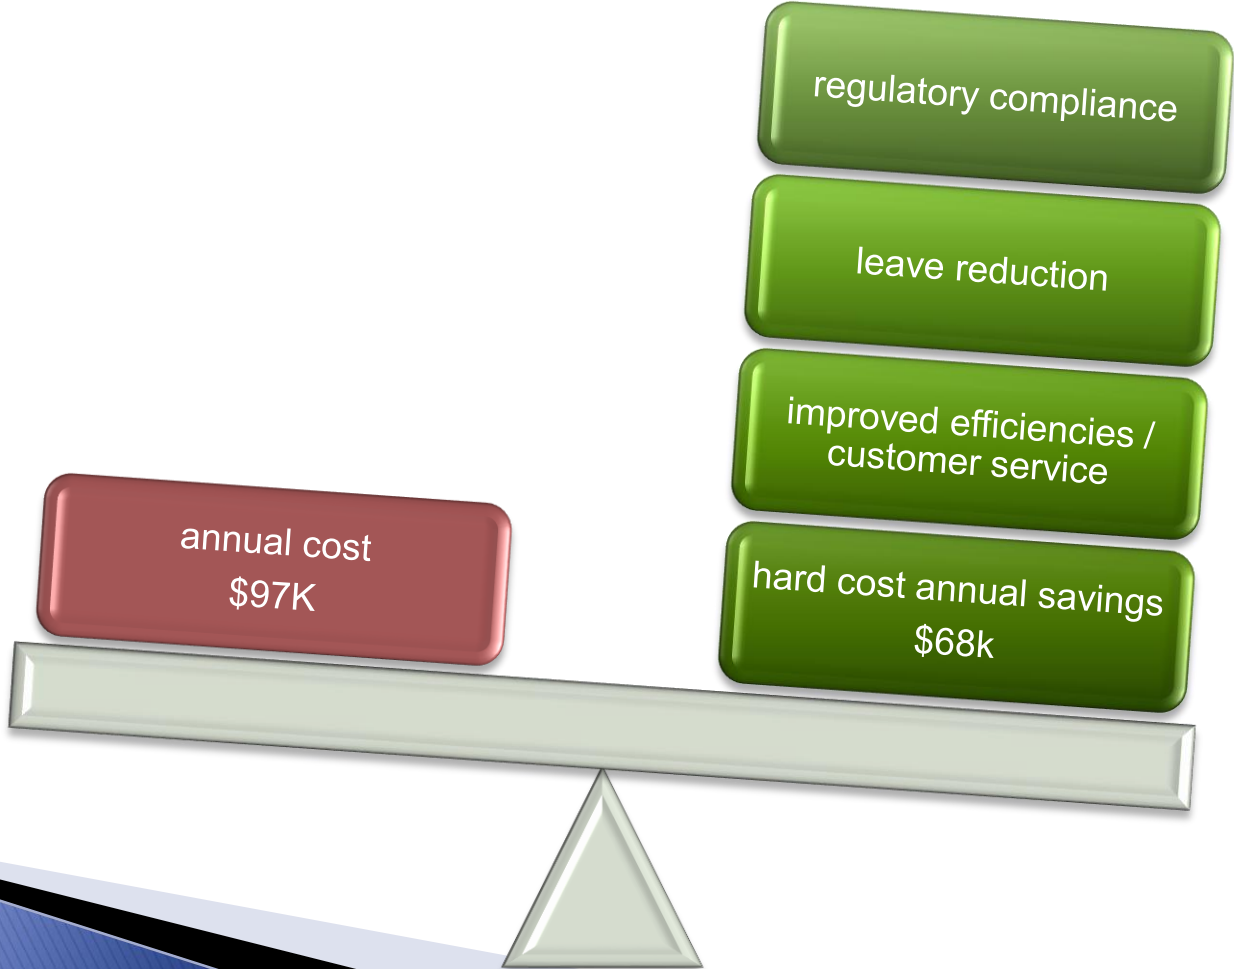 regulatory compliance
leave reduction
improved efficiencies /
customer service
annual cost
$97K
hard cost annual savings
$68k